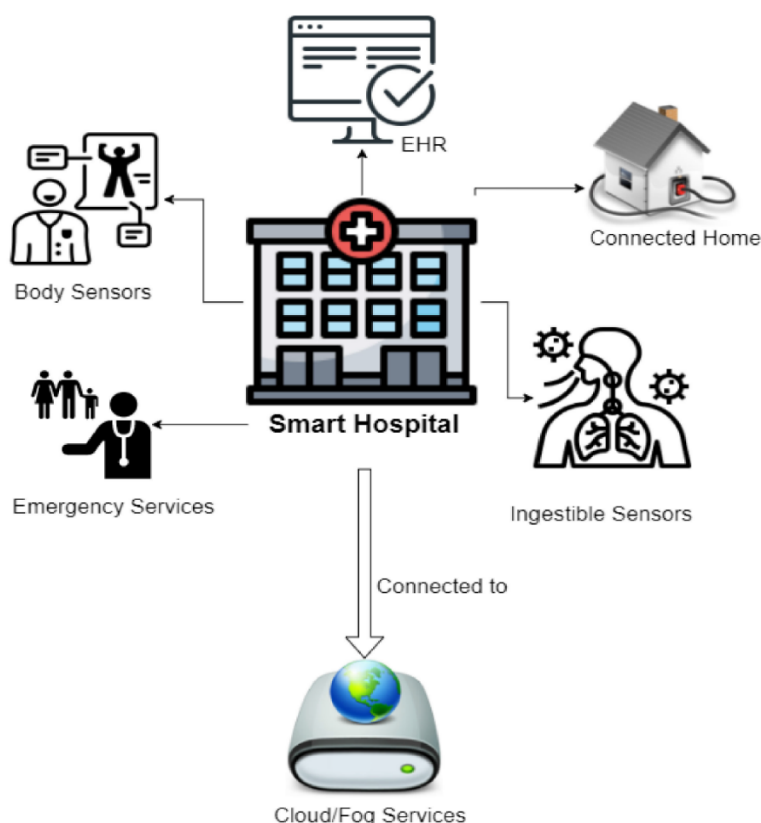 EHR
Connected Home
Body Sensors
Smart Hospital
Emergency Services
Ingestible Sensors
Connected to
Cloud/Fog Services